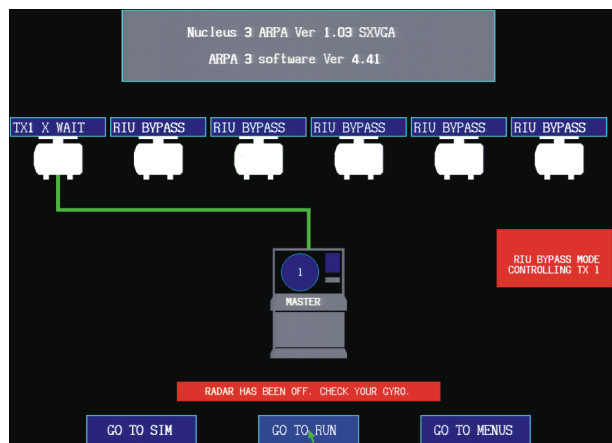 Nucleus 3 ARPA Ver 1.03 SXVGA
ARPA 3 software Ver 4.41
TX1 X WAIT
RIU BYPASS
RIU BYPASS
RIU BYPASS
RIU BYPASS
RIU BYPASS
RIU BYPASS MODE
CONTROLLING TX 1
1
MASTER
RADAR HAS BEEN OFF. CHECK YOUR GYRO.
GO TO SIM
GO TO RUN
GO TO MENUS